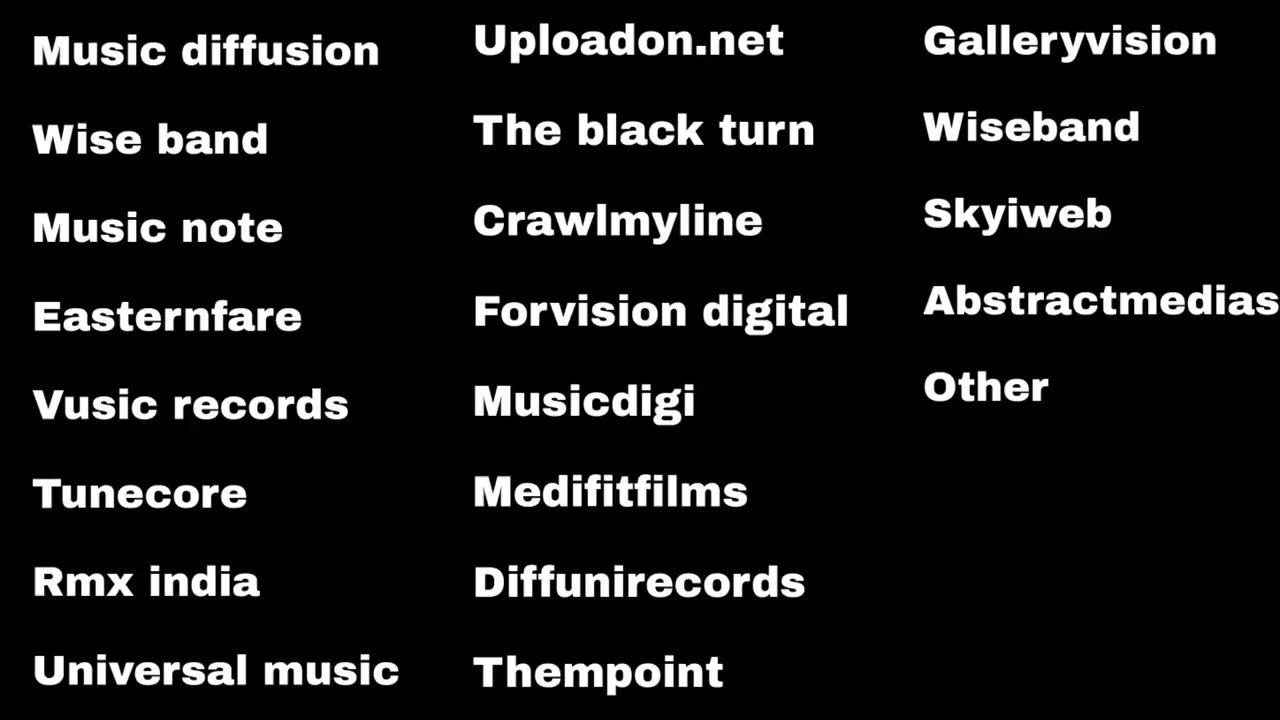 Music diffusion
Wise band
Music note
Easternfare
Vusic records
Tunecore
Rmx india
Universal music
Uploadon.net
The black turn
Crawlmyline
Forvision digital
Musicdigi
Medifitfilms
Diffunirecords
Thempoint
Galleryvision
Wiseband
Skyiweb
Abstractmedias
Other